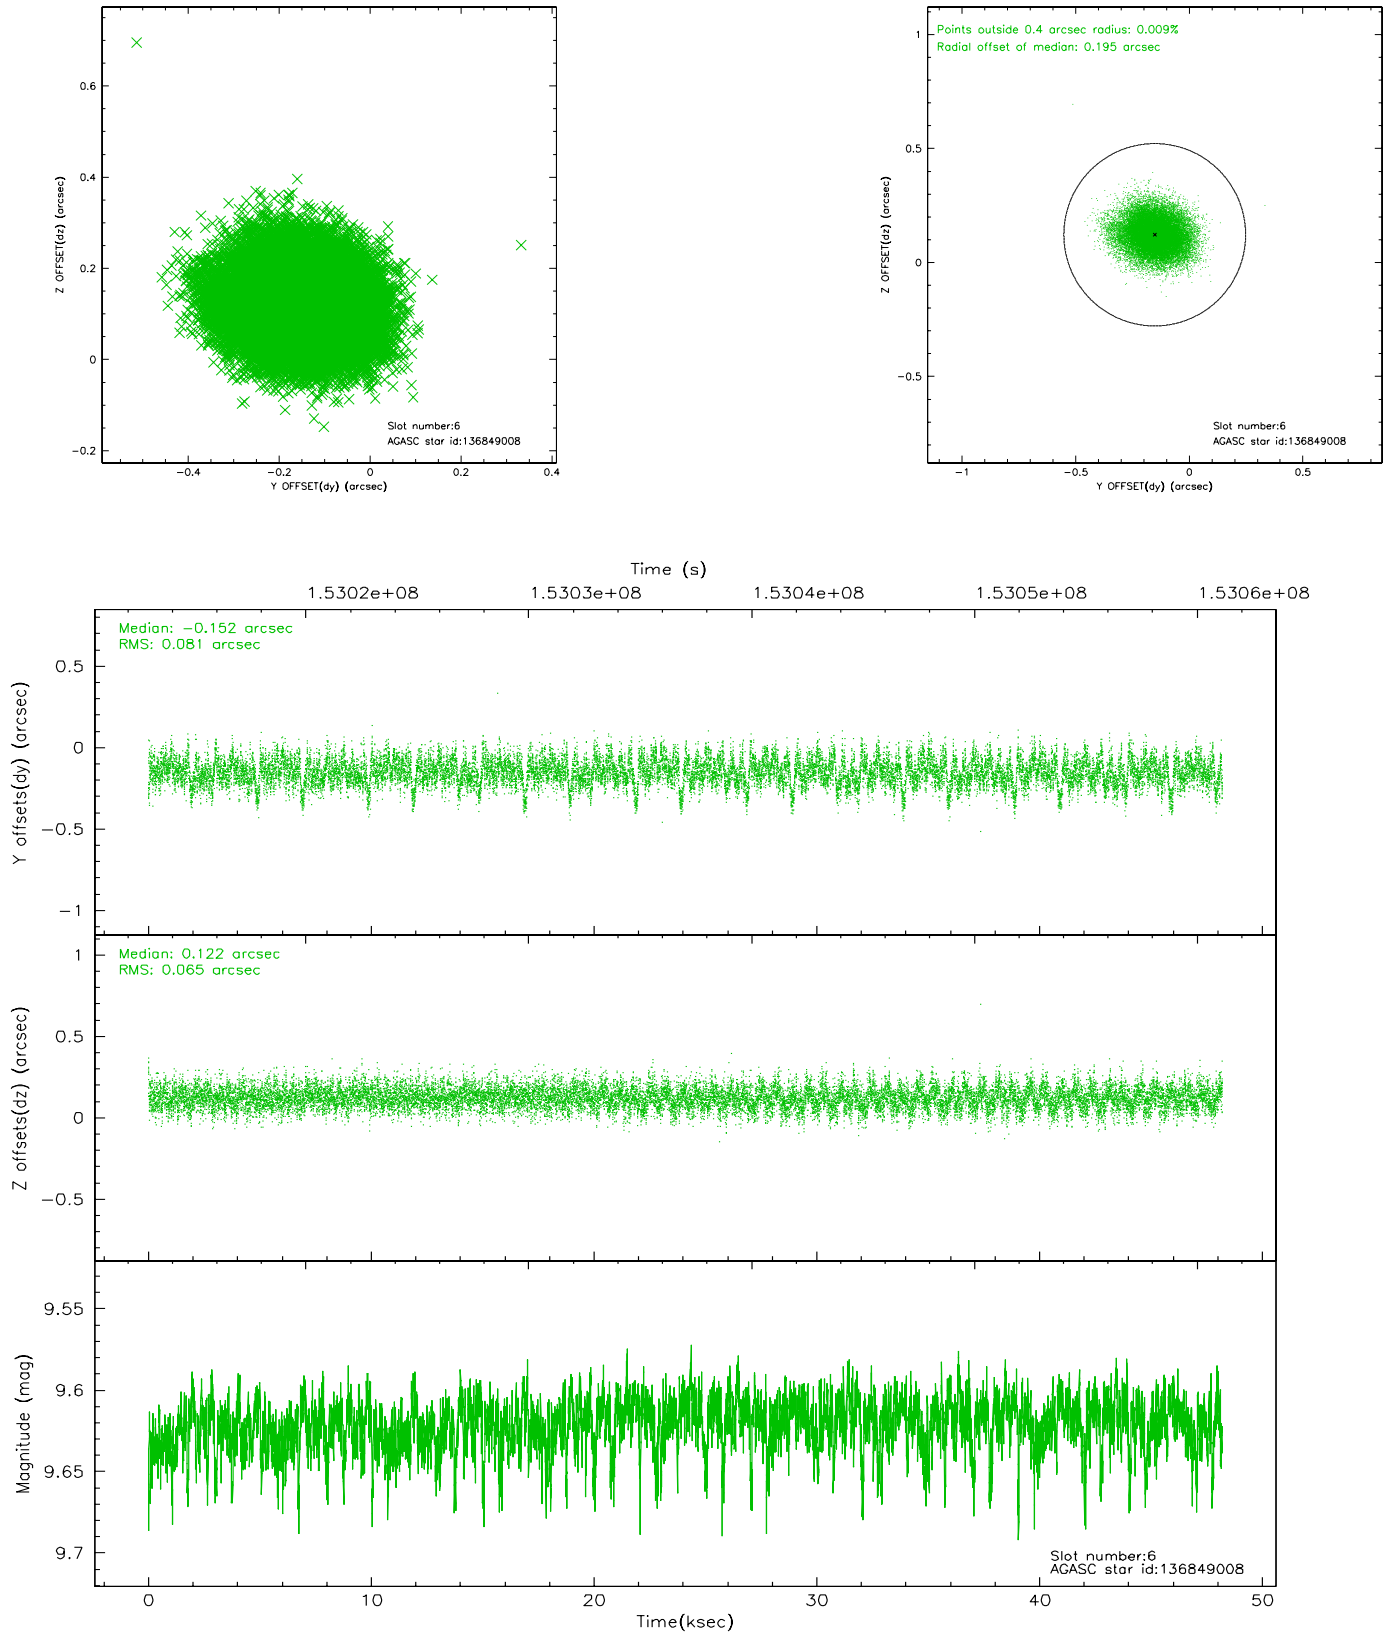 0.6
0.4
0.2
0
−0.2
Z OFFSET(dz) (arcsec)
−0.4 −0.2 0 0.2 0.4
Y OFFSET(dy) (arcsec)
Slot number:6
AGASC star id:136849008
Points outside 0.4 arcsec radius: 0.009%
Radial offset of median: 0.195 arcsec
1
0.5
0
−0.5
Z OFFSET(dz) (arcsec)
−1 −0.5 0 0.5
Y OFFSET(dy) (arcsec)
Slot number:6
AGASC star id:136849008
Time (s)
1.5302e+08 1.5303e+08 1.5304e+08 1.5305e+08 1.5306e+08
Median: −0.152 arcsec
RMS: 0.081 arcsec
0.5
0
−0.5
−1
Y offsets(dy) (arcsec)
Median: 0.122 arcsec
RMS: 0.065 arcsec
1
0.5
0
−0.5
Z offsets(dz) (arcsec)
9.55
9.6
9.65
9.7
Magnitude (mag)
Slot number:6
AGASC star id:136849008
0 10 20 30 40 50
Time(ksec)